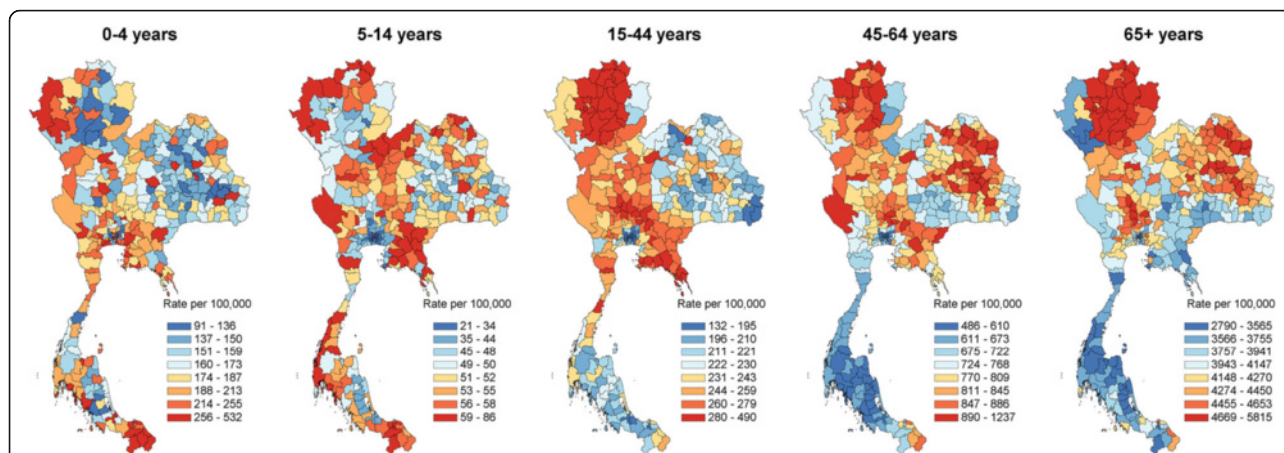 0-4 years
5-14 years
15-44 years
45-64 years
65+ years
Rate per 100,000
91 - 136
137 - 150
151 - 159
160 - 173
174 - 187
188 - 213
214 - 255
256 - 532
Rate per 100,000
21 - 34
35 - 44
45 - 48
49 - 50
51 - 52
53 - 55
56 - 58
59 - 86
Rate per 100,000
132 - 195
196 - 210
211 - 221
222 - 230
231 - 243
244 - 259
260 - 279
280 - 490
Rate per 100,000
486 - 610
611 - 673
675 - 722
724 - 768
770 - 809
811 - 845
847 - 886
890 - 1237
Rate per 100,000
2790 - 3565
3566 - 3755
3757 - 3941
3943 - 4147
4148 - 4270
4274 - 4450
4455 - 4653
4669 - 5815